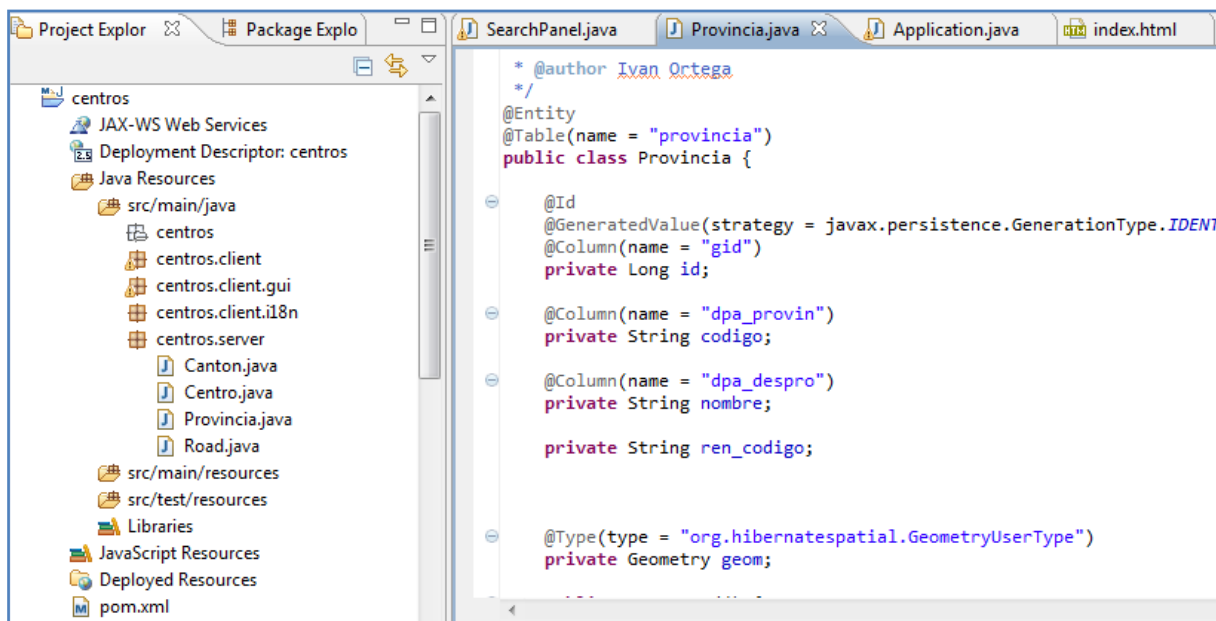 Project Explor
Package Explo
centros
JAX-WS Web Services
Deployment Descriptor: centros
Java Resources
src/main/java
centros
centros.client
centros.client.gui
centros.client.i18n
centros.server
Canton.java
Centro.java
Provincia.java
Road.java
src/main/resources
src/test/resources
Libraries
JavaScript Resources
Deployed Resources
pom.xml
SearchPanel.java
Provincia.java
Application.java
index.html
* @author Ivan Ortega
*/
@Entity
@Table(name = "provincia")
public class Provincia {
@Id
@GeneratedValue(strategy = javax.persistence.GenerationType.IDENT
@Column(name = "gid")
private Long id;
@Column(name = "dpa_provin")
private String codigo;
@Column(name = "dpa_despro")
private String nombre;
private String ren_codigo;
@Type(type = "org.hibernatespatial.GeometryUserType")
private Geometry geom;